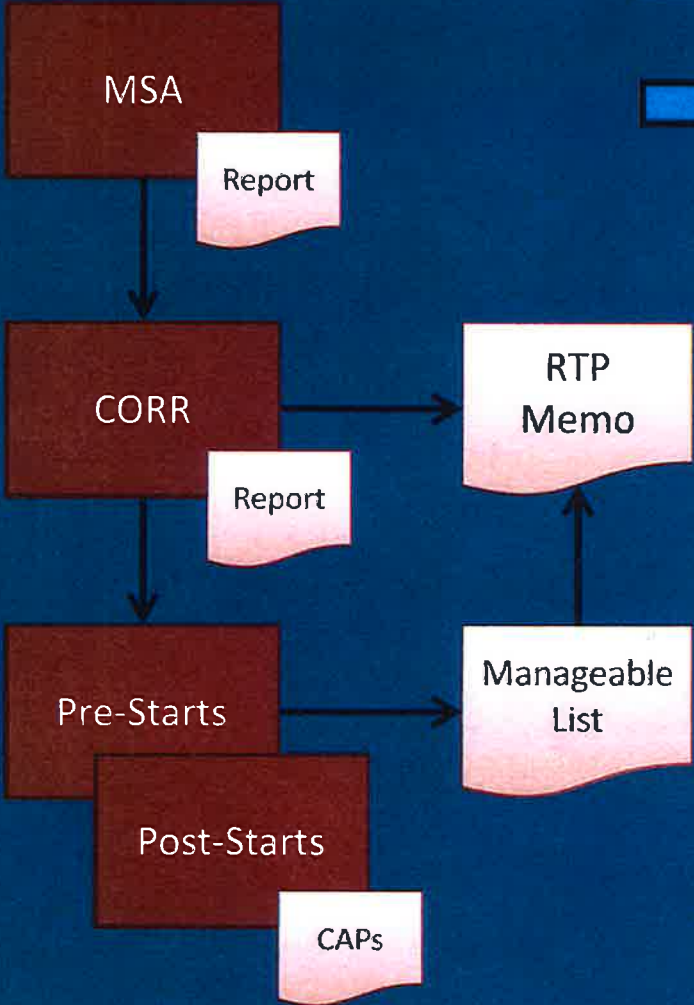 MSA
Report
CORR
RTP
Memo
Report
Pre-Starts
Manageable
List
Post-Starts
CAPs